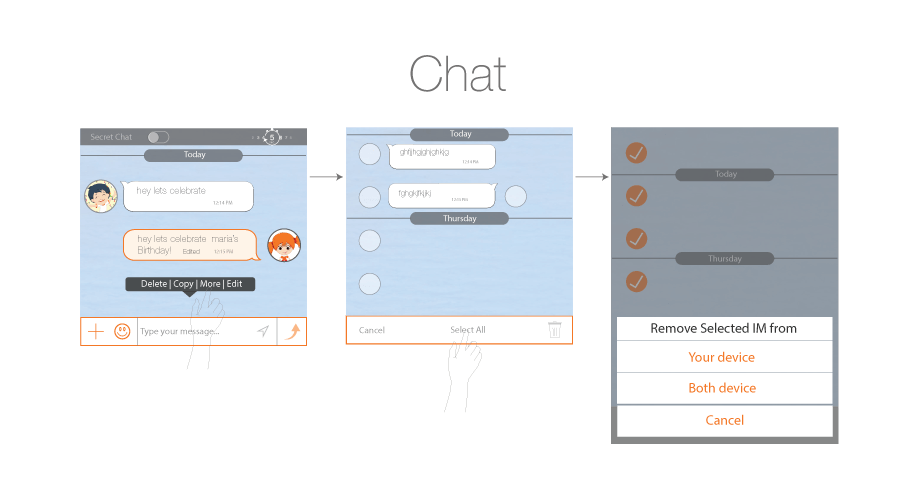 Chat
Secret Chat
5
Today
hey lets celebrate
12:14 PM
hey lets celebrate maria's
Birthday! Edited 12:15 PM
Delete | Copy | More | Edit
Type your message...
Today
12:14 PM
12:15 PM
Thursday
Cancel
Select All
Today
Thursday
Remove Selected IM from
Your device
Both device
Cancel